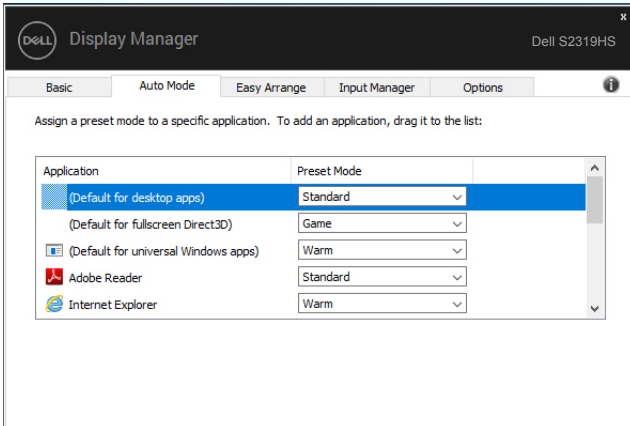 x
DELL Display Manager
Dell S2319HS
Basic Auto Mode Easy Arrange Input Manager Options i
Assign a preset mode to a specific application. To add an application, drag it to the list:
Application Preset Mode
(Default for desktop apps) Standard
(Default for fullscreen Direct3D) Game
(Default for universal Windows apps) Warm
Adobe Reader Standard
Internet Explorer Warm